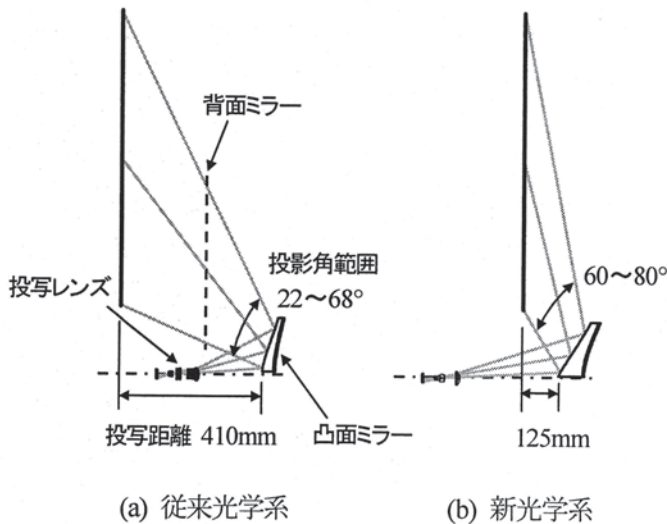 背面ミラー
投影角範囲
22～68°
投写レンズ
投写距離 410mm
凸面ミラー
(a) 従来光学系
60～80°
125mm
(b) 新光学系